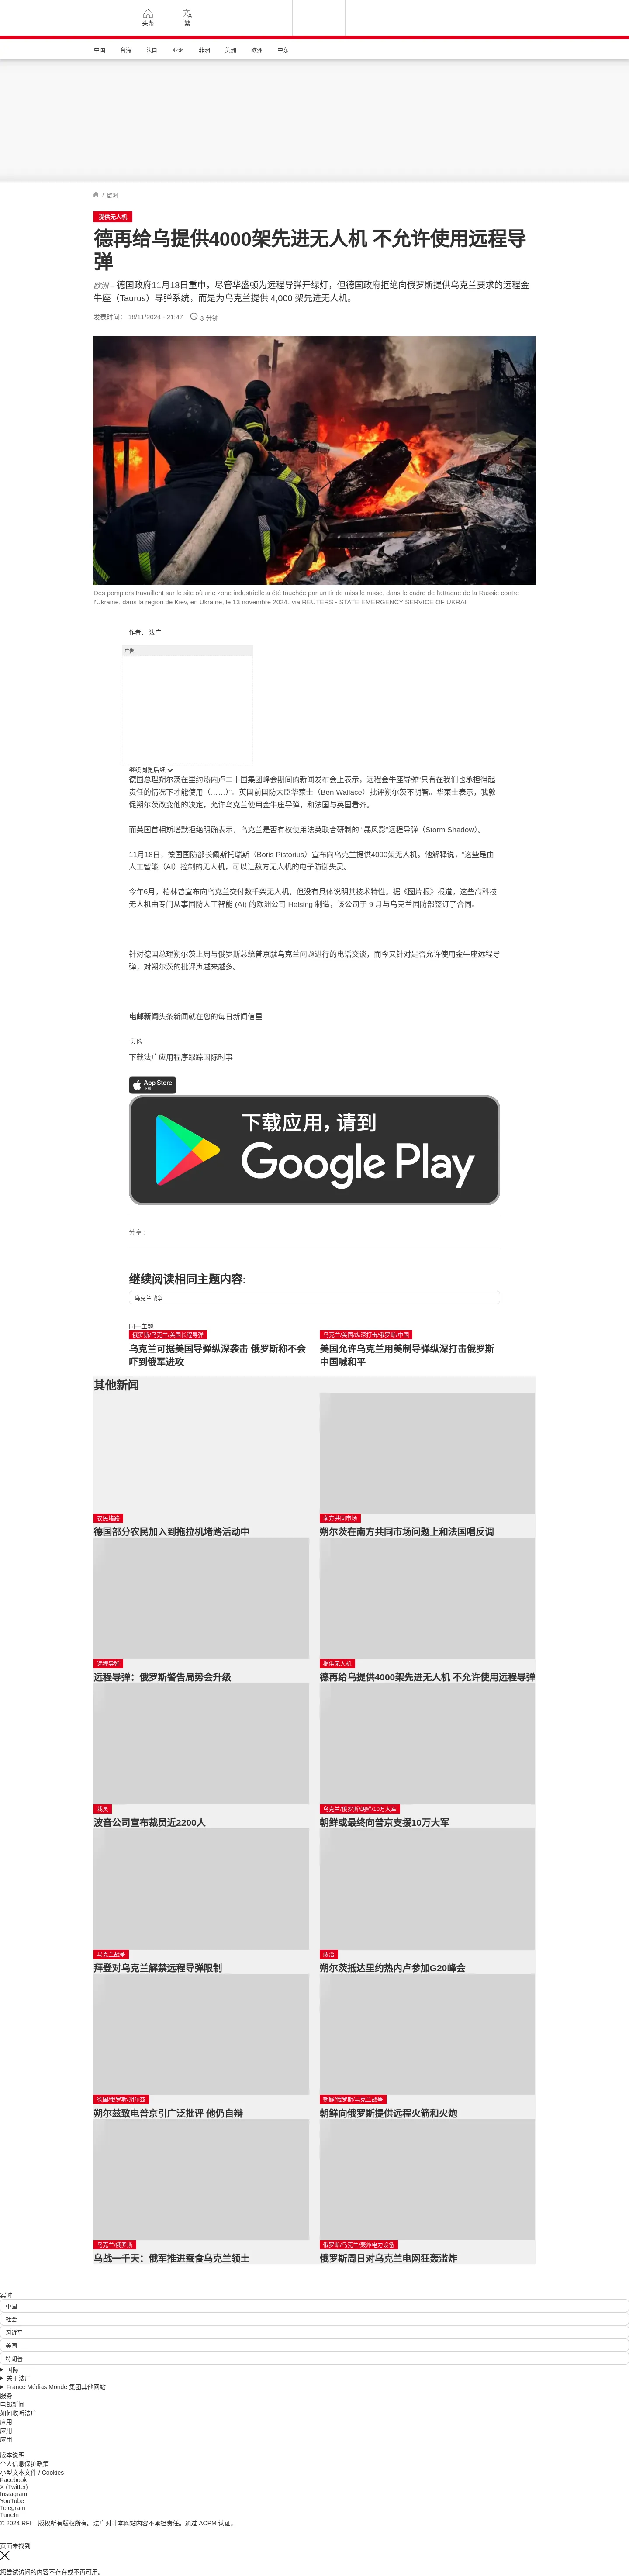 头条
繁
中国
台海
法国
亚洲
非洲
美洲
欧洲
中东
/ 欧洲
提供无人机
德再给乌提供4000架先进无人机 不允许使用远程导
弹
欧洲 – 德国政府11月18日重申，尽管华盛顿为远程导弹开绿灯，但德国政府拒绝向俄罗斯提供乌克兰要求的远程金
牛座（Taurus）导弹系统，而是为乌克兰提供 4,000 架先进无人机。
发表时间： 18/11/2024 - 21:47
3 分钟
Des pompiers travaillent sur le site où une zone industrielle a été touchée par un tir de missile russe, dans le cadre de l'attaque de la Russie contre
l'Ukraine, dans la région de Kiev, en Ukraine, le 13 novembre 2024. via REUTERS - STATE EMERGENCY SERVICE OF UKRAI
作者： 法广
广告
继续浏览后续
德国总理朔尔茨在里约热内卢二十国集团峰会期间的新闻发布会上表示，远程金牛座导弹“只有在我们也承担得起
责任的情况下才能使用（……）”。英国前国防大臣华莱士（Ben Wallace）批评朔尔茨不明智。华莱士表示，我敦
促朔尔茨改变他的决定，允许乌克兰使用金牛座导弹，和法国与英国看齐。
而英国首相斯塔默拒绝明确表示，乌克兰是否有权使用法英联合研制的 “暴风影”远程导弹（Storm Shadow）。
11月18日，德国国防部长佩斯托瑞斯（Boris Pistorius）宣布向乌克兰提供4000架无人机。他解释说，“这些是由
人工智能（AI）控制的无人机，可以让敌方无人机的电子防御失灵。
今年6月，柏林曾宣布向乌克兰交付数千架无人机，但没有具体说明其技术特性。据《图片报》报道，这些高科技
无人机由专门从事国防人工智能 (AI) 的欧洲公司 Helsing 制造，该公司于 9 月与乌克兰国防部签订了合同。
针对德国总理朔尔茨上周与俄罗斯总统普京就乌克兰问题进行的电话交谈，而今又针对是否允许使用金牛座远程导
弹，对朔尔茨的批评声越来越多。
电邮新闻头条新闻就在您的每日新闻信里
订阅
下载法广应用程序跟踪国际时事
App Store
下载
下载应用，请到
Google Play
分享 :
继续阅读相同主题内容:
乌克兰战争
同一主题
俄罗斯/乌克兰/美国长程导弹
乌克兰可据美国导弹纵深袭击 俄罗斯称不会
吓到俄军进攻
乌克兰/美国/纵深打击/俄罗斯/中国
美国允许乌克兰用美制导弹纵深打击俄罗斯
中国喊和平
其他新闻
农民堵路
德国部分农民加入到拖拉机堵路活动中
南方共同市场
朔尔茨在南方共同市场问题上和法国唱反调
远程导弹
远程导弹：俄罗斯警告局势会升级
提供无人机
德再给乌提供4000架先进无人机 不允许使用远程导弹
裁员
波音公司宣布裁员近2200人
乌克兰/俄罗斯/朝鲜/10万大军
朝鲜或最终向普京支援10万大军
乌克兰战争
拜登对乌克兰解禁远程导弹限制
政治
朔尔茨抵达里约热内卢参加G20峰会
德国/俄罗斯/朔尔兹
朔尔兹致电普京引广泛批评 他仍自辩
朝鲜/俄罗斯/乌克兰战争
朝鲜向俄罗斯提供远程火箭和火炮
乌克兰/俄罗斯
乌战一千天：俄军推进蚕食乌克兰领土
俄罗斯/乌克兰/轰炸电力设备
俄罗斯周日对乌克兰电网狂轰滥炸
实时
中国
社会
习近平
美国
特朗普
国际
关于法广
France Médias Monde 集团其他网站
服务
电邮新闻
如何收听法广
应用
应用
应用
版本说明
个人信息保护政策
小型文本文件 / Cookies
Facebook
X (Twitter)
Instagram
YouTube
Telegram
TuneIn
© 2024 RFI – 版权所有版权所有。法广对非本网站内容不承担责任。通过 ACPM 认证。
页面未找到
您尝试访问的内容不存在或不再可用。